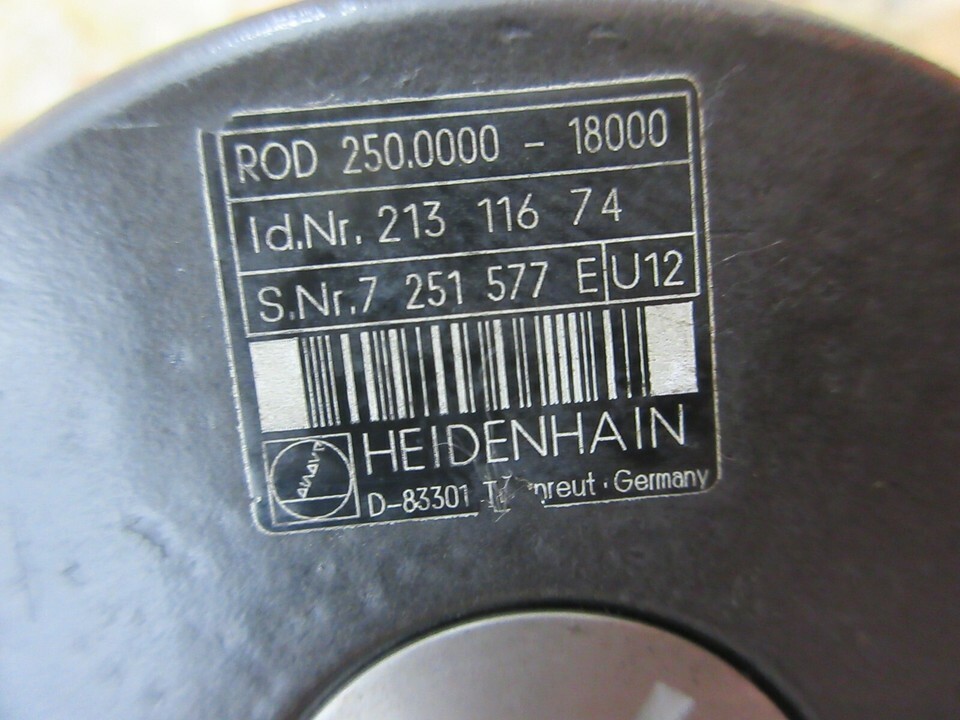 ROD 250.0000 - 18000
Id.Nr. 213 116 74
S.Nr.7 251 577 E U12
HEIDENHAIN
D-83301 · Germany